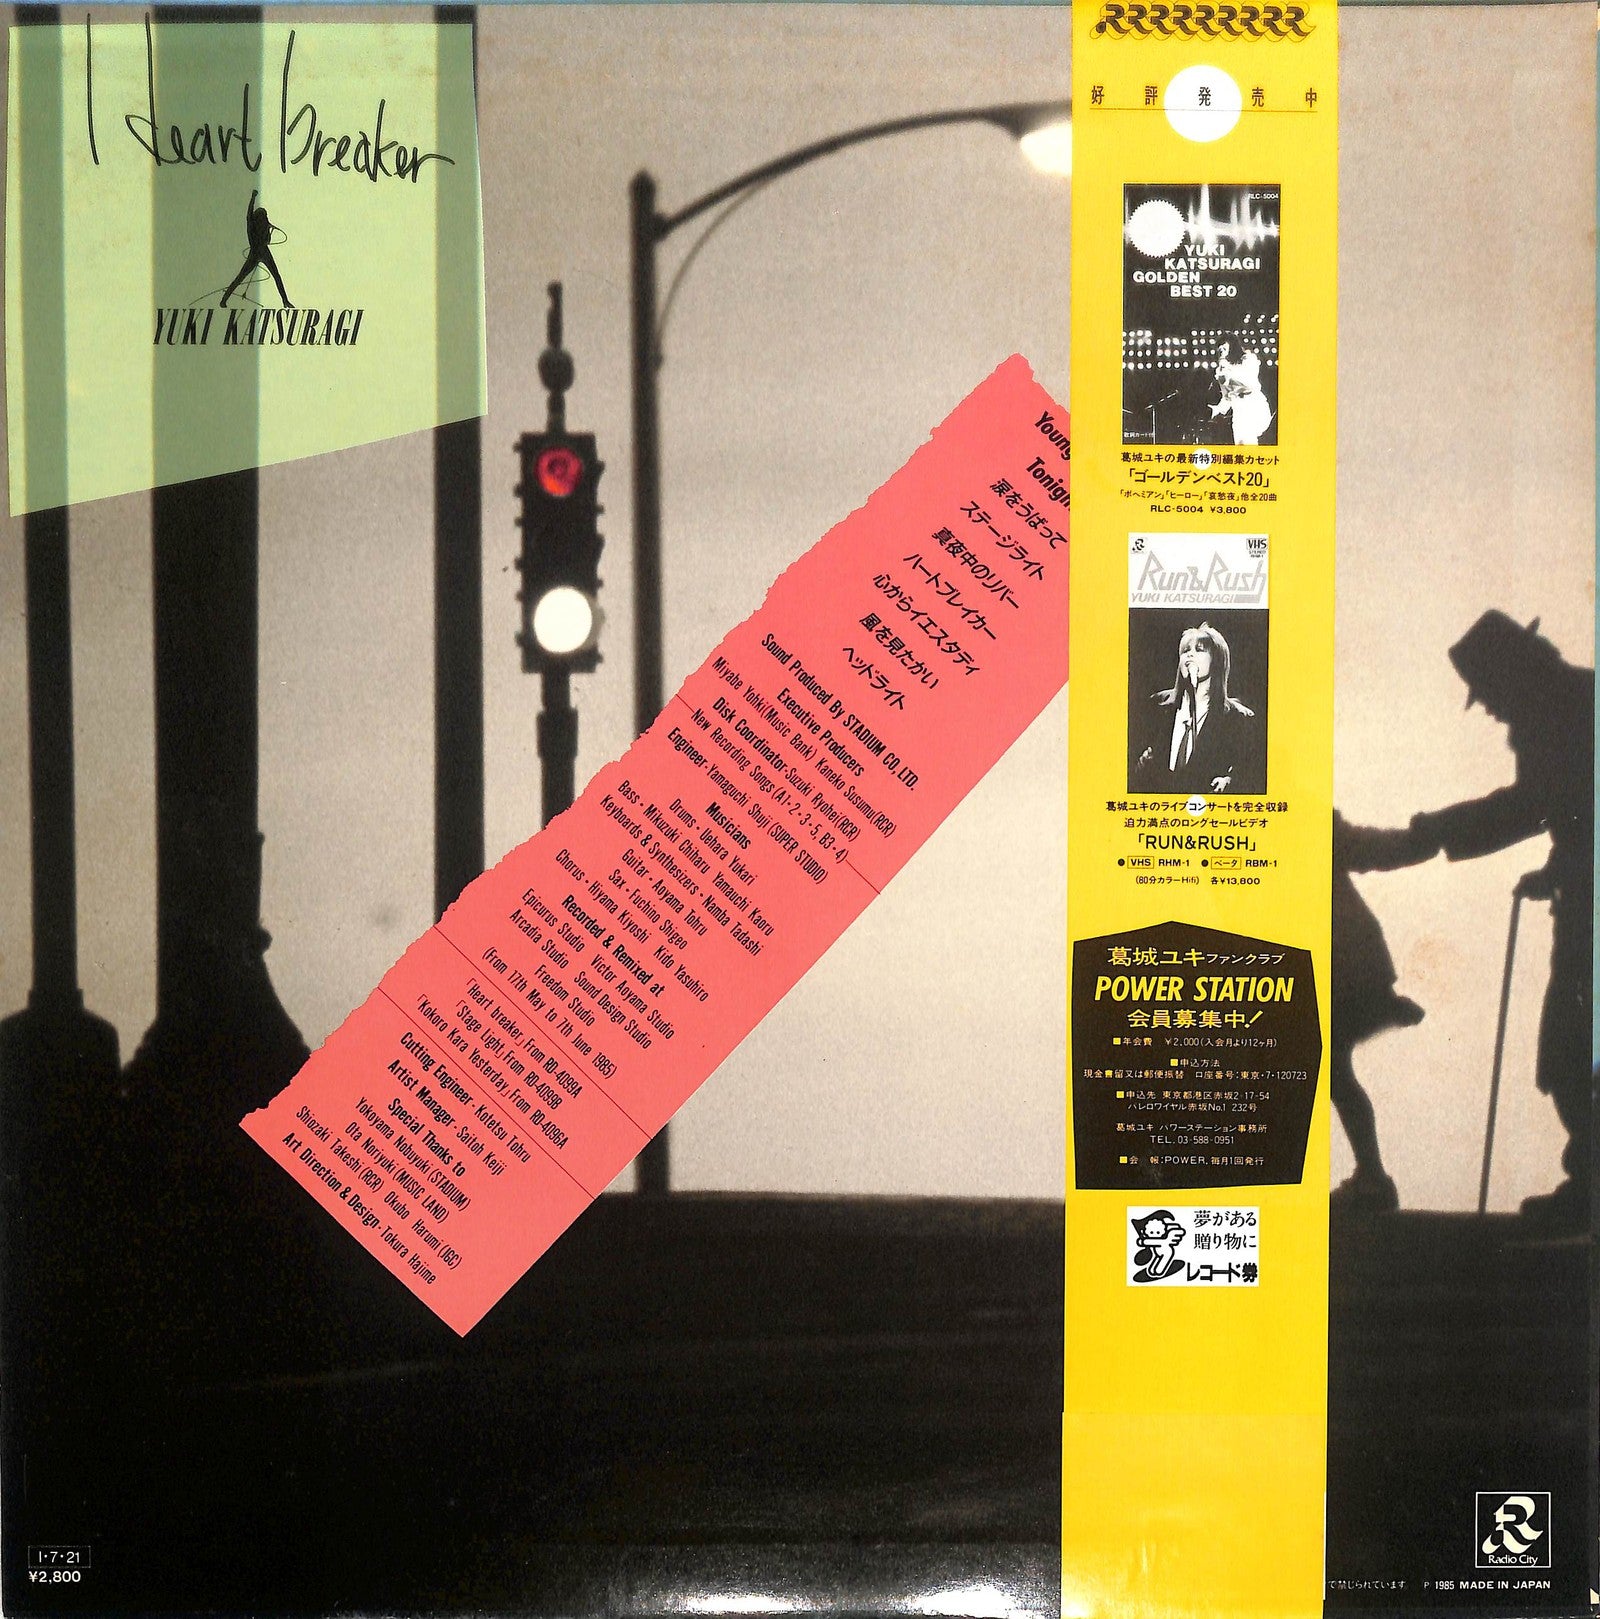 Heart breaker
YUKI KATSURAGI
Young
Tonigh
涙をうばって
ステージライト
真夜中のリバー
ハートブレイカー
心からイエスタディ
風を見たかい
ヘッドライト
Sound Produced By STADIUM CO.,LTD.
Executive Producers
Miyabe Yohki(Music Bank) Kaneko Susumu(RCR)
Disk Coordinator・Suzuki Ryohei(RCR)
New Recording Songs(A1・2・3・5, B3・4)
Engineer・Yamaguchi Shuji (SUPER STUDIO)
Musicians
Drums・Uehara Yukari
Bass・Mikuzuki Chiharu Yamauchi Kaoru
Keyboards & Synthesizers・Namba Tadashi
Guitar・Aoyama Tohru
Sax・Fuchino Shigeo
Chorus・Hiyama Kiyoshi Kido Yasuhiro
Recorded & Remixed at
Epicurus Studio Victor Aoyama Studio
Arcadia Studio Sound Design Studio
Freedom Studio
(From 17th May to 7th June 1985)
「Heart breaker」From RD-4099A
「Stage Light」From RD-4099B
「Kokoro Kara Yesterday」From RD-4096A
Cutting Engineer・Kotetsu Tohru
Artist Manager・Saitoh Keiji
Special Thanks to
Yokoyama Nobuyuki(STADIUM)
Ota Noriyuki(MUSIC LAND)
Shiozaki Takeshi(RCR) Okubo Harumi(JGC)
Art Direction & Design・Tokura Hajime
好評発売中
RLC-5004
YUKI
KATSURAGI
GOLDEN
BEST 20
歌詞カード付
葛城ユキの最新特別編集カセット
「ゴールデンベスト20」
「ボヘミアン」「ヒーロー」「哀愁夜」他全20曲
RLC-5004 ¥3,800
VHS
STEREO
RHM-1
Run&Rush
YUKI KATSURAGI
葛城ユキのライブコンサートを完全収録
迫力満点のロングセールビデオ
「RUN&RUSH」
●VHS RHM-1 ●ベータ RBM-1
(60分カラーHifi) 各¥13,800
葛城ユキファンクラブ
POWER STATION
会員募集中!
■年会費 ¥2,000(入会月より12ヶ月)
■申込方法
現金書留又は郵便振替 口座番号:東京・7・120723
■申込先 東京都港区赤坂2-17-54
パレロワイヤル赤坂No.1 232号
葛城ユキ パワーステーション事務所
TEL. 03-588-0951
■会 報:POWER, 毎月1回発行
夢がある
贈り物に
レコード券
1・7・21
¥2,800
R
Radio City
で禁じられています Ⓟ 1985 MADE IN JAPAN